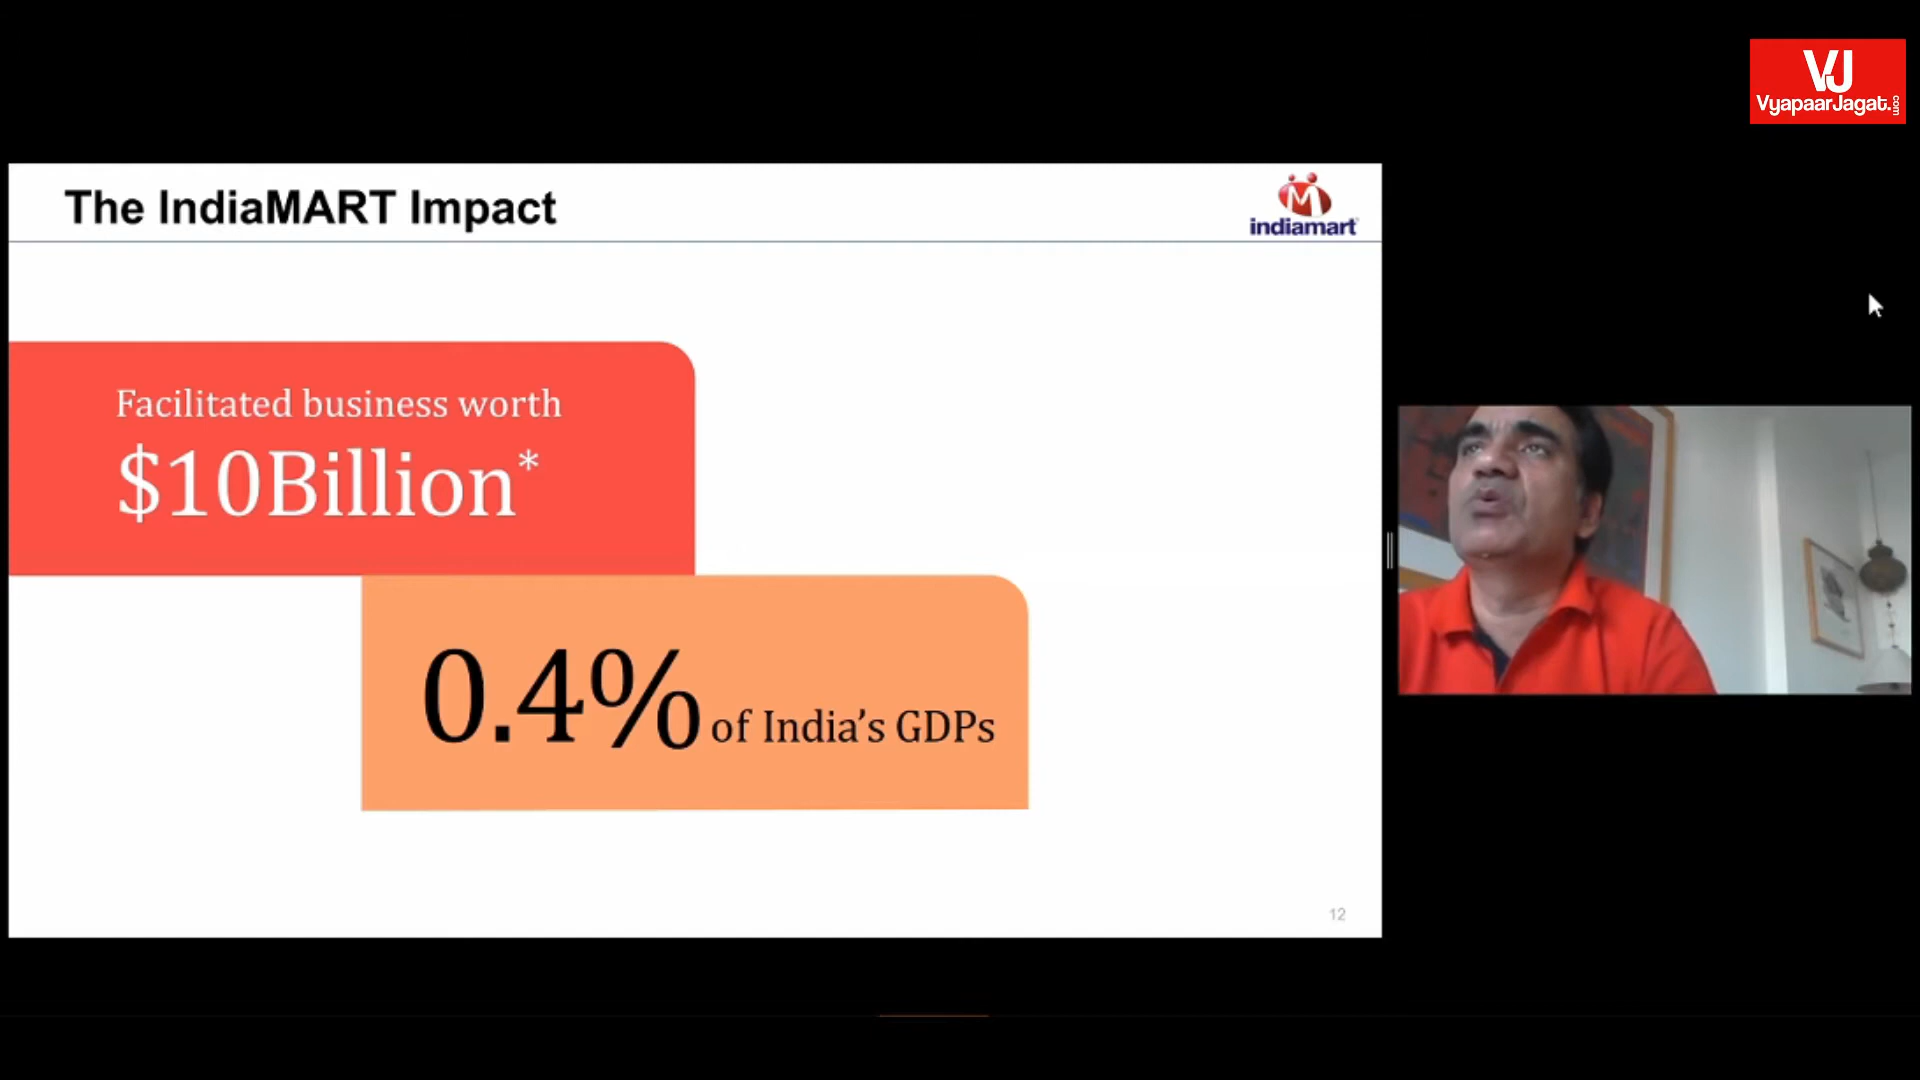 VJ
VyapaarJagat.com
The IndiaMART Impact
M
indiamart
Facilitated business worth
$10Billion*
0.4% of India’s GDPs
12